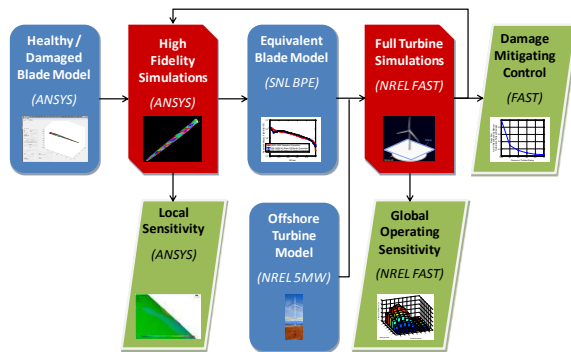 Healthy /
Damaged
Blade Model
(ANSYS)
High
Fidelity
Simulations
(ANSYS)
Equivalent
Blade Model
(SNL BPE)
Full Turbine
Simulations
(NREL FAST)
Damage
Mitigating
Control
(FAST)
Local
Sensitivity
(ANSYS)
Offshore
Turbine
Model
(NREL 5MW)
Global
Operating
Sensitivity
(NREL FAST)